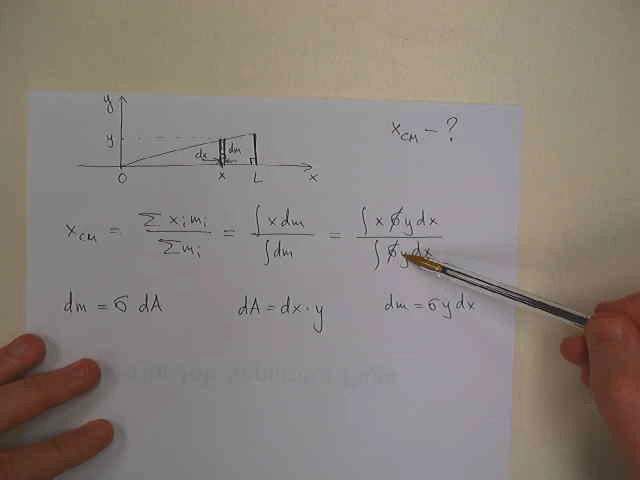 y
x_CM - ?
y
dx dm
O x L x
x_CM = ∑ x_i m_i / ∑ m_i = ∫ x dm / ∫ dm = ∫ x σ y dx / ∫ σ y dx
dm = σ dA dA = dx · y dm = σ y dx